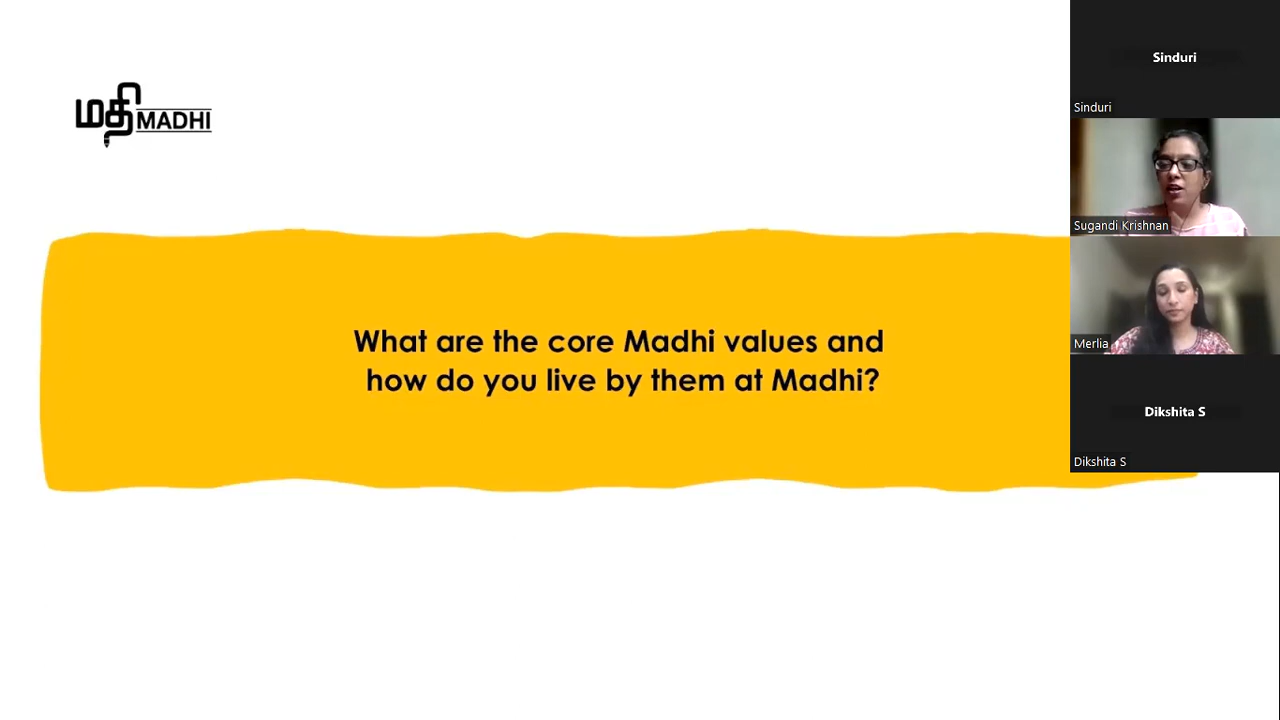 மதி MADHI
What are the core Madhi values and
how do you live by them at Madhi?
Sinduri
Sinduri
Sugandi Krishnan
Merlia
Dikshita S
Dikshita S